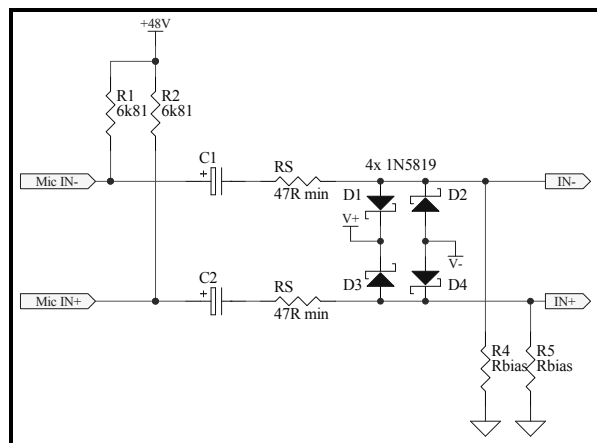 +48V
R1
6k81
R2
6k81
C1
+
RS
47R min
4x 1N5819
Mic IN-
IN-
D1
D2
V+
V-
D3
D4
C2
+
RS
47R min
Mic IN+
IN+
R4
Rbias
R5
Rbias